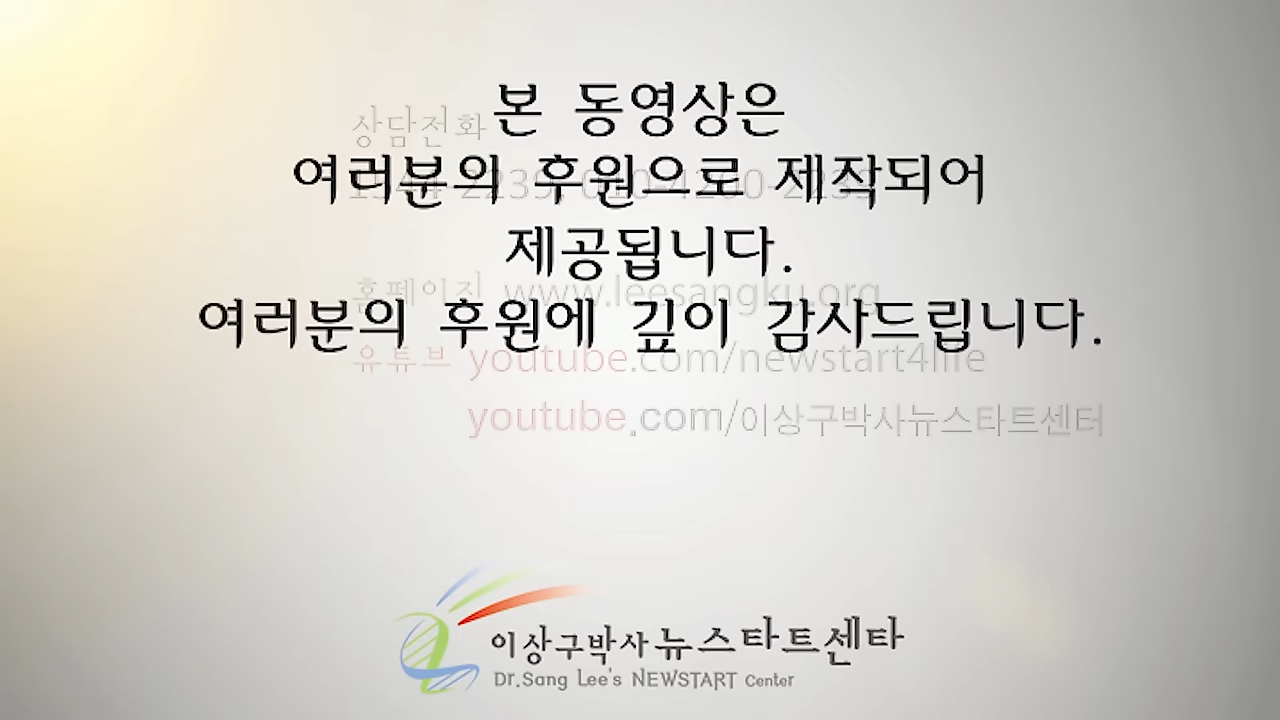 본 동영상은
여러분의 후원으로 제작되어
제공됩니다.
여러분의 후원에 깊이 감사드립니다.
상담전화
홈페이지 www.leesangku.org
유튜브 youtube.com/newstart4life
youtube.com/이상구박사뉴스타트센터
이상구박사 뉴스타트센타
Dr.Sang Lee's NEWSTART Center